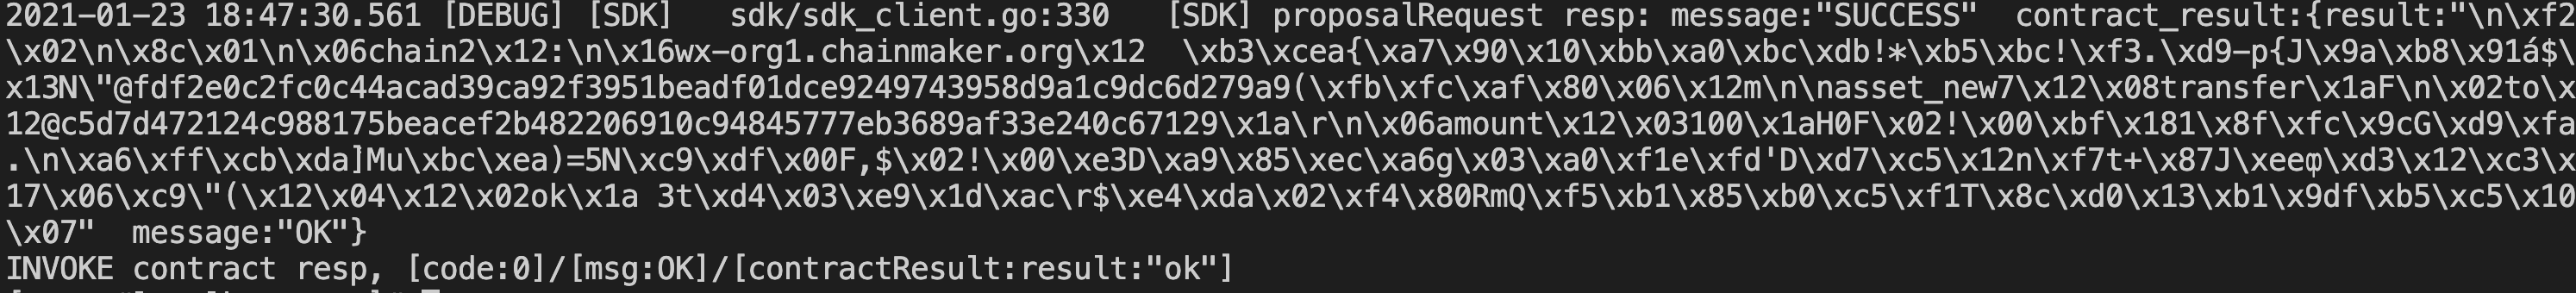 2021-01-23 18:47:30.561 [DEBUG] [SDK]   sdk/sdk_client.go:330   [SDK] proposalRequest resp: message:"SUCCESS"  contract_result:{result:"\n\xf2
\x02\n\x8c\x01\n\x06chain2\x12:\n\x16wx-org1.chainmaker.org\x12  \xb3\xcea{\xa7\x90\x10\xbb\xa0\xbc\xdb!*\xb5\xbc!\xf3.\xd9-p{J\x9a\xb8\x91á$\
x13N\"@fdf2e0c2fc0c44acad39ca92f3951beadf01dce9249743958d9a1c9dc6d279a9(\xfb\xfc\xaf\x80\x06\x12m\n\nasset_new7\x12\x08transfer\x1aF\n\x02to\x
12@c5d7d472124c988175beacef2b482206910c94845777eb3689af33e240c67129\x1a\r\n\x06amount\x12\x03100\x1aH0F\x02!\x00\xbf\x181\x8f\xfc\x9cG\xd9\xfa
.\n\xa6\xff\xcb\xda]Mu\xbc\xea)=5N\xc9\xdf\x00F,$\x02!\x00\xe3D\xa9\x85\xec\xa6g\x03\xa0\xf1e\xfd'D\xd7\xc5\x12n\xf7t+\x87J\xeeφ\xd3\x12\xc3\x
17\x06\xc9\"(\x12\x04\x12\x02ok\x1a 3t\xd4\x03\xe9\x1d\xac\r$\xe4\xda\x02\xf4\x80RmQ\xf5\xb1\x85\xb0\xc5\xf1T\x8c\xd0\x13\xb1\x9df\xb5\xc5\x10
\x07"  message:"OK"}
INVOKE contract resp, [code:0]/[msg:OK]/[contractResult:result:"ok"]